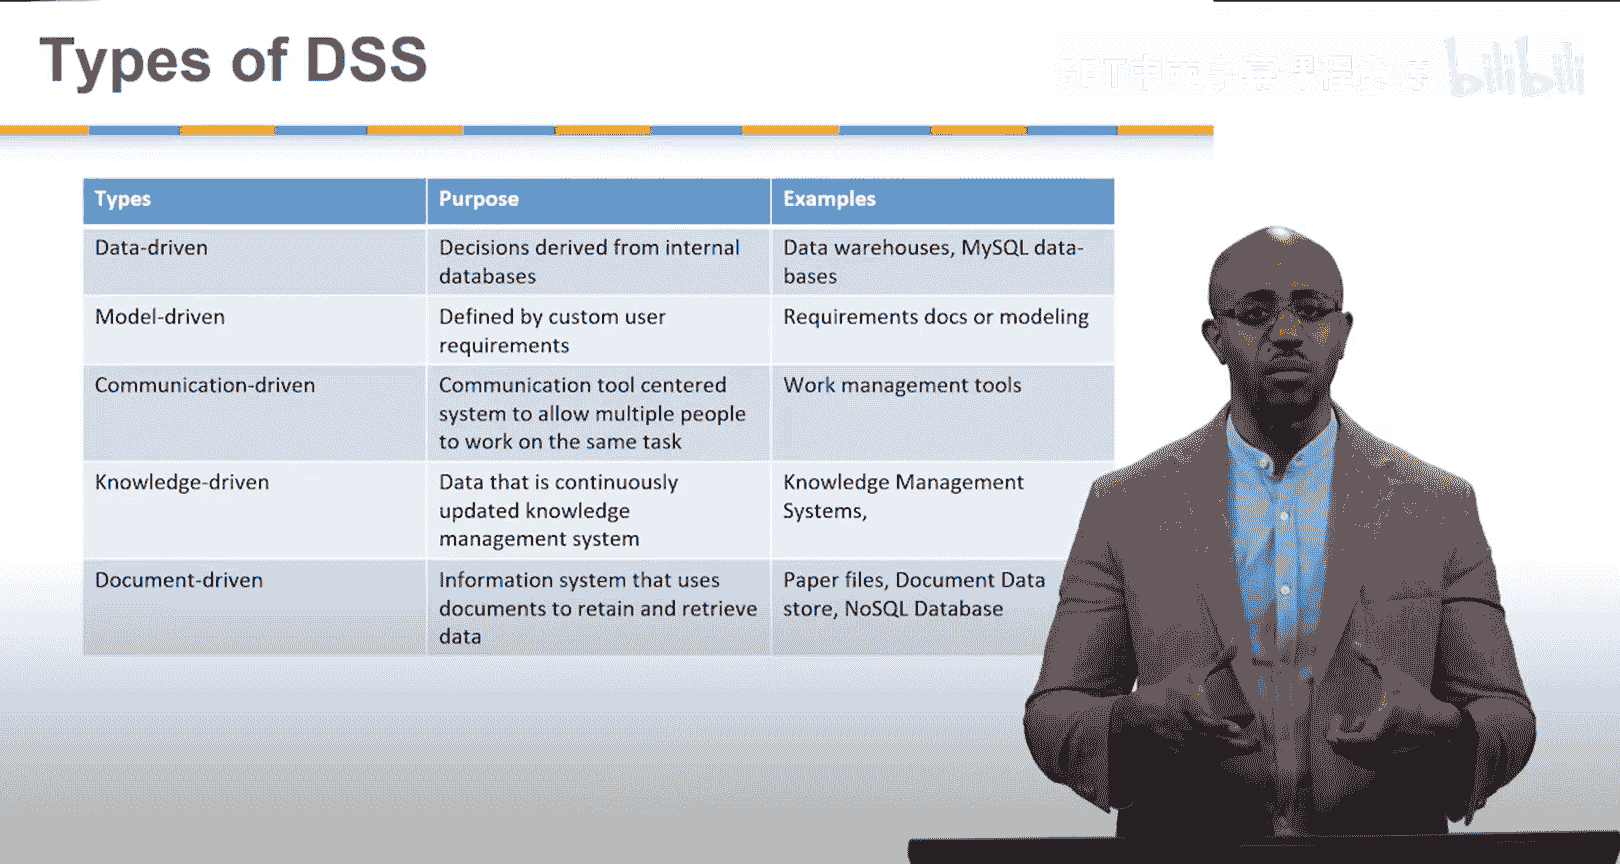 Types of DSS
bilibili
Types
Purpose
Examples
Data-driven
Decisions derived from internal
databases
Data warehouses, MySQL data-
bases
Model-driven
Defined by custom user
requirements
Requirements docs or modeling
Communication-driven
Communication tool centered
system to allow multiple people
to work on the same task
Work management tools
Knowledge-driven
Data that is continuously
updated knowledge
management system
Knowledge Management
Systems,
Document-driven
Information system that uses
documents to retain and retrieve
data
Paper files, Document Data
store, NoSQL Database